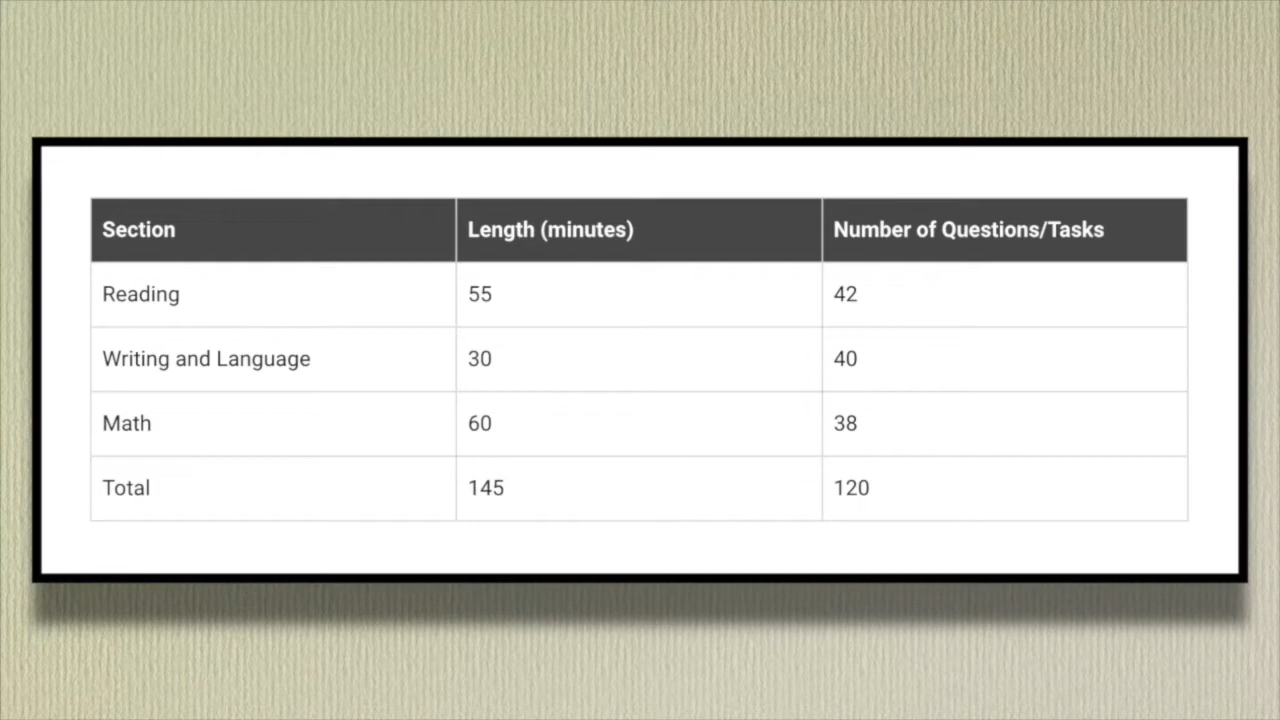 Section Length (minutes) Number of Questions/Tasks
Reading 55 42
Writing and Language 30 40
Math 60 38
Total 145 120